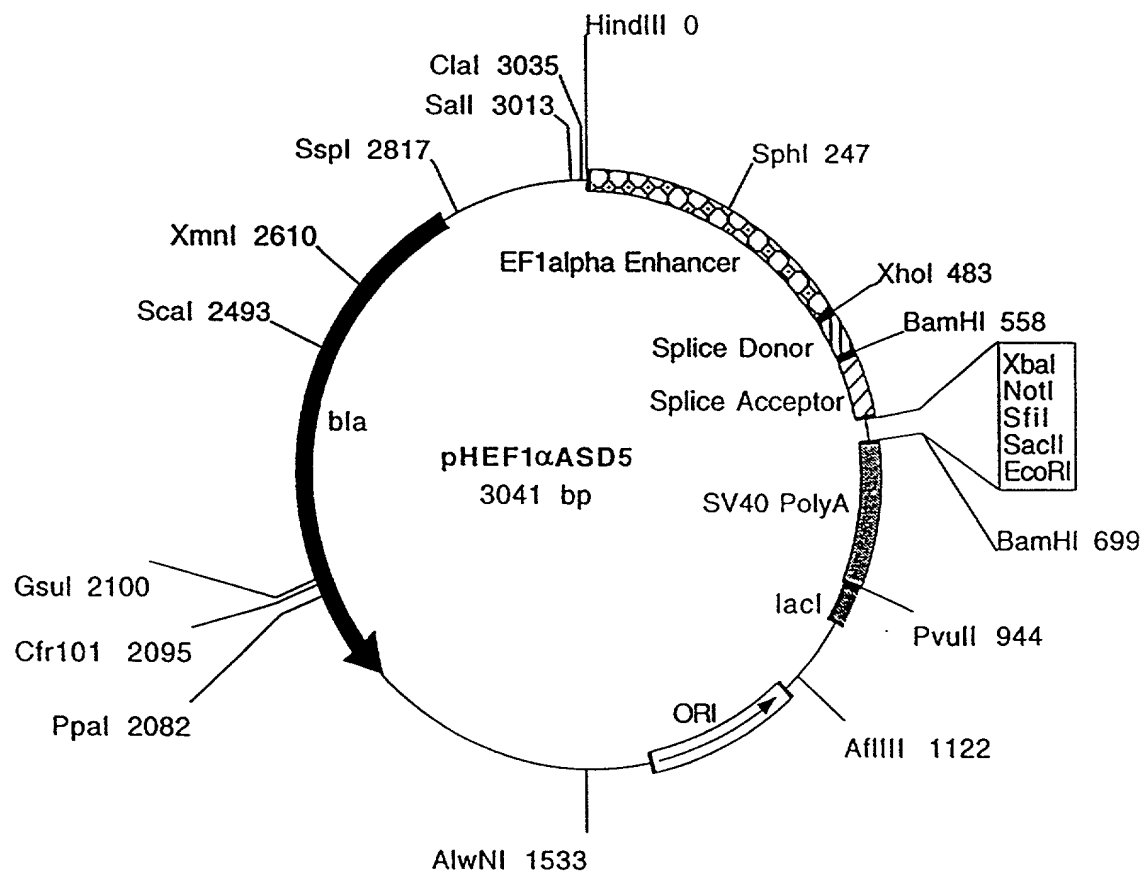 HindIII 0
ClaI 3035
SalI 3013
SspI 2817
SphI 247
XmnI 2610
EF1alpha Enhancer
XhoI 483
ScaI 2493
BamHI 558
Splice Donor
XbaI
NotI
SfiI
SacII
EcoRI
Splice Acceptor
bla
pHEF1αASD5
3041 bp
SV40 PolyA
BamHI 699
GsuI 2100
lacI
PvuII 944
Cfr101 2095
PpaI 2082
ORI
AflIII 1122
AlwNI 1533